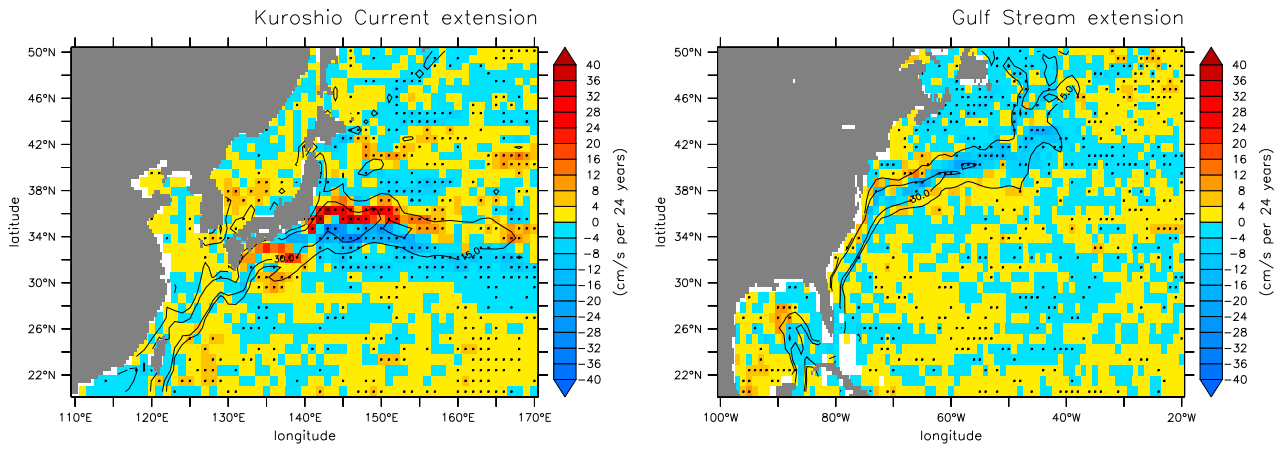 Kuroshio Current extension
50°N
46°N
42°N
38°N
34°N
30°N
26°N
22°N
latitude
110°E
120°E
130°E
140°E
150°E
160°E
170°E
longitude
30.0
15.0
40
36
32
28
24
20
16
12
8
4
0
−4
−8
−12
−16
−20
−24
−28
−32
−36
−40
(cm/s per 24 years)
Gulf Stream extension
50°N
46°N
42°N
38°N
34°N
30°N
26°N
22°N
latitude
100°W
80°W
60°W
40°W
20°W
longitude
30.0
15.0
40
36
32
28
24
20
16
12
8
4
0
−4
−8
−12
−16
−20
−24
−28
−32
−36
−40
(cm/s per 24 years)